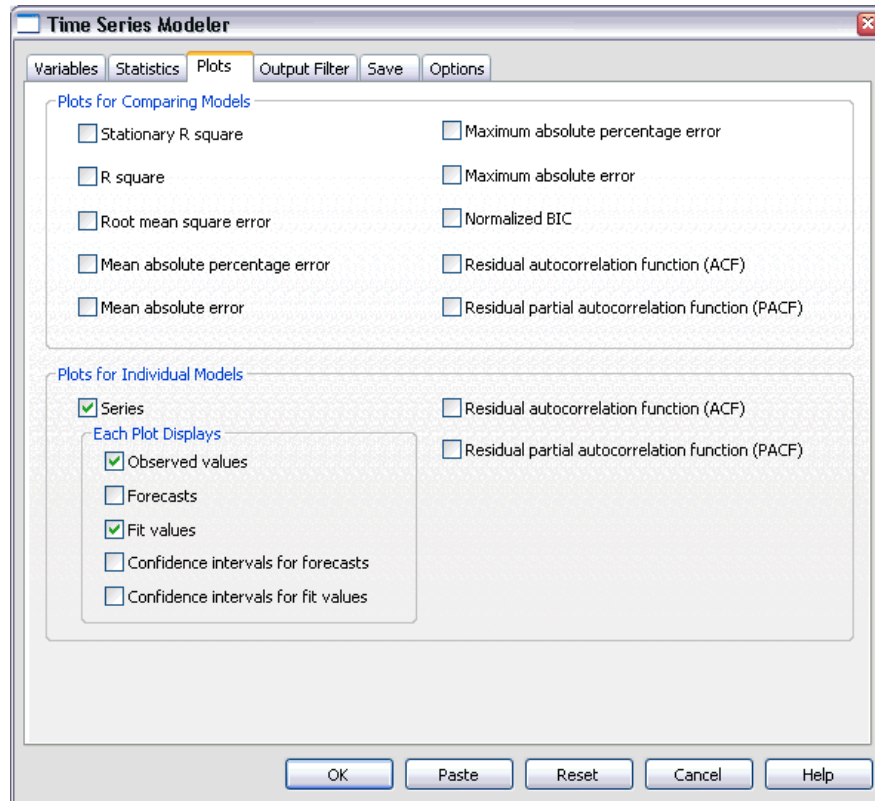 Time Series Modeler
Variables Statistics Plots Output Filter Save Options
Plots for Comparing Models
Stationary R square
R square
Root mean square error
Mean absolute percentage error
Mean absolute error
Maximum absolute percentage error
Maximum absolute error
Normalized BIC
Residual autocorrelation function (ACF)
Residual partial autocorrelation function (PACF)
Plots for Individual Models
Series
Each Plot Displays
Observed values
Forecasts
Fit values
Confidence intervals for forecasts
Confidence intervals for fit values
Residual autocorrelation function (ACF)
Residual partial autocorrelation function (PACF)
OK Paste Reset Cancel Help